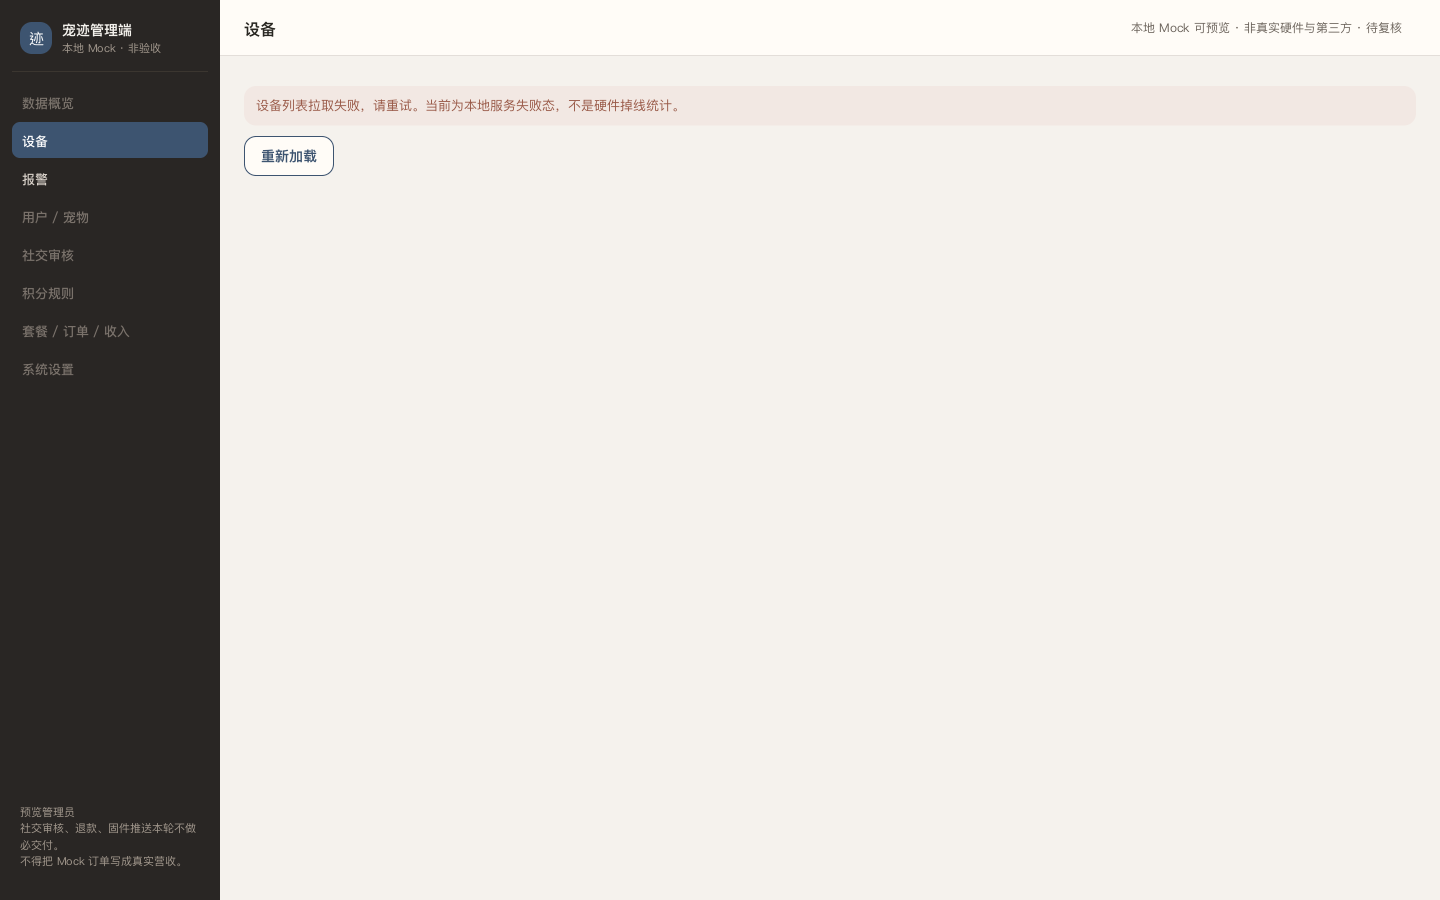 迹
宠迹管理端
本地 Mock · 非验收
数据概览
设备
报警
用户 / 宠物
社交审核
积分规则
套餐 / 订单 / 收入
系统设置
预览管理员
社交审核、退款、固件推送本轮不做
必交付。
不得把 Mock 订单写成真实营收。
设备
本地 Mock 可预览 · 非真实硬件与第三方 · 待复核
设备列表拉取失败，请重试。当前为本地服务失败态，不是硬件掉线统计。
重新加载